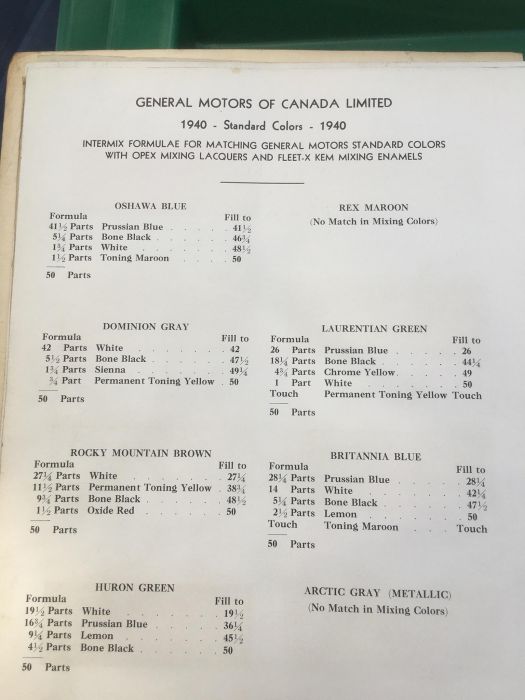 GENERAL MOTORS OF CANADA LIMITED
1940 - Standard Colors - 1940
INTERMIX FORMULAE FOR MATCHING GENERAL MOTORS STANDARD COLORS
WITH OPEX MIXING LACQUERS AND FLEET-X KEM MIXING ENAMELS
OSHAWA BLUE
Formula Fill to
41½ Parts Prussian Blue . . . . . 41½
5¼ Parts Bone Black . . . . . 46¾
1¾ Parts White . . . . . 48½
1½ Parts Toning Maroon . . . . 50
50 Parts
REX MAROON
(No Match in Mixing Colors)
DOMINION GRAY
Formula Fill to
42 Parts White . . . . . . 42
5½ Parts Bone Black . . . . . 47½
1¾ Parts Sienna . . . . . . 49¼
¾ Part Permanent Toning Yellow . 50
50 Parts
LAURENTIAN GREEN
Formula Fill to
26 Parts Prussian Blue . . . . 26
18¼ Parts Bone Black . . . . 44¼
4¾ Parts Chrome Yellow . . . . 49
1 Part White . . . . . 50
Touch Permanent Toning Yellow Touch
50 Parts
ROCKY MOUNTAIN BROWN
Formula Fill to
27¼ Parts White . . . . . . 27¼
11½ Parts Permanent Toning Yellow . 38¾
9¾ Parts Bone Black . . . . . 48½
1½ Parts Oxide Red . . . . . 50
50 Parts
BRITANNIA BLUE
Formula Fill to
28¼ Parts Prussian Blue . . . . 28¼
14 Parts White . . . . . 42¼
5¼ Parts Bone Black . . . . 47½
2½ Parts Lemon . . . . . 50
Touch Toning Maroon . . . Touch
50 Parts
HURON GREEN
Formula Fill to
19½ Parts White . . . . . . 19½
16¾ Parts Prussian Blue . . . . 36¼
9¼ Parts Lemon . . . . . . 45½
4½ Parts Bone Black . . . . . 50
50 Parts
ARCTIC GRAY (METALLIC)
(No Match in Mixing Colors)